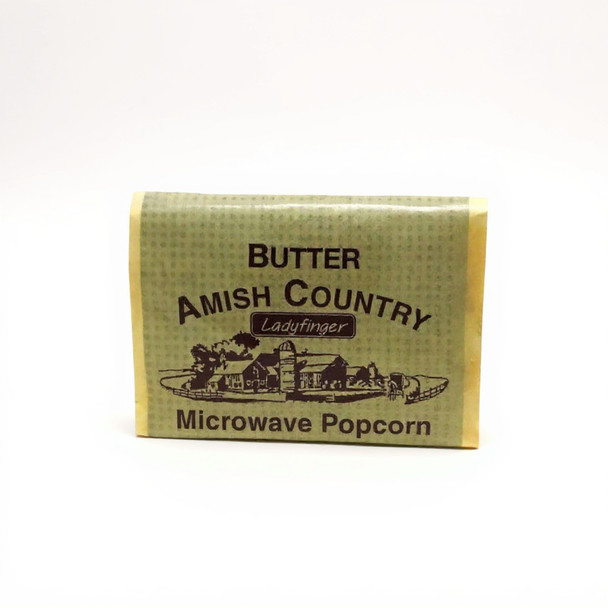 BUTTER
AMISH COUNTRY
Ladyfinger
Microwave Popcorn